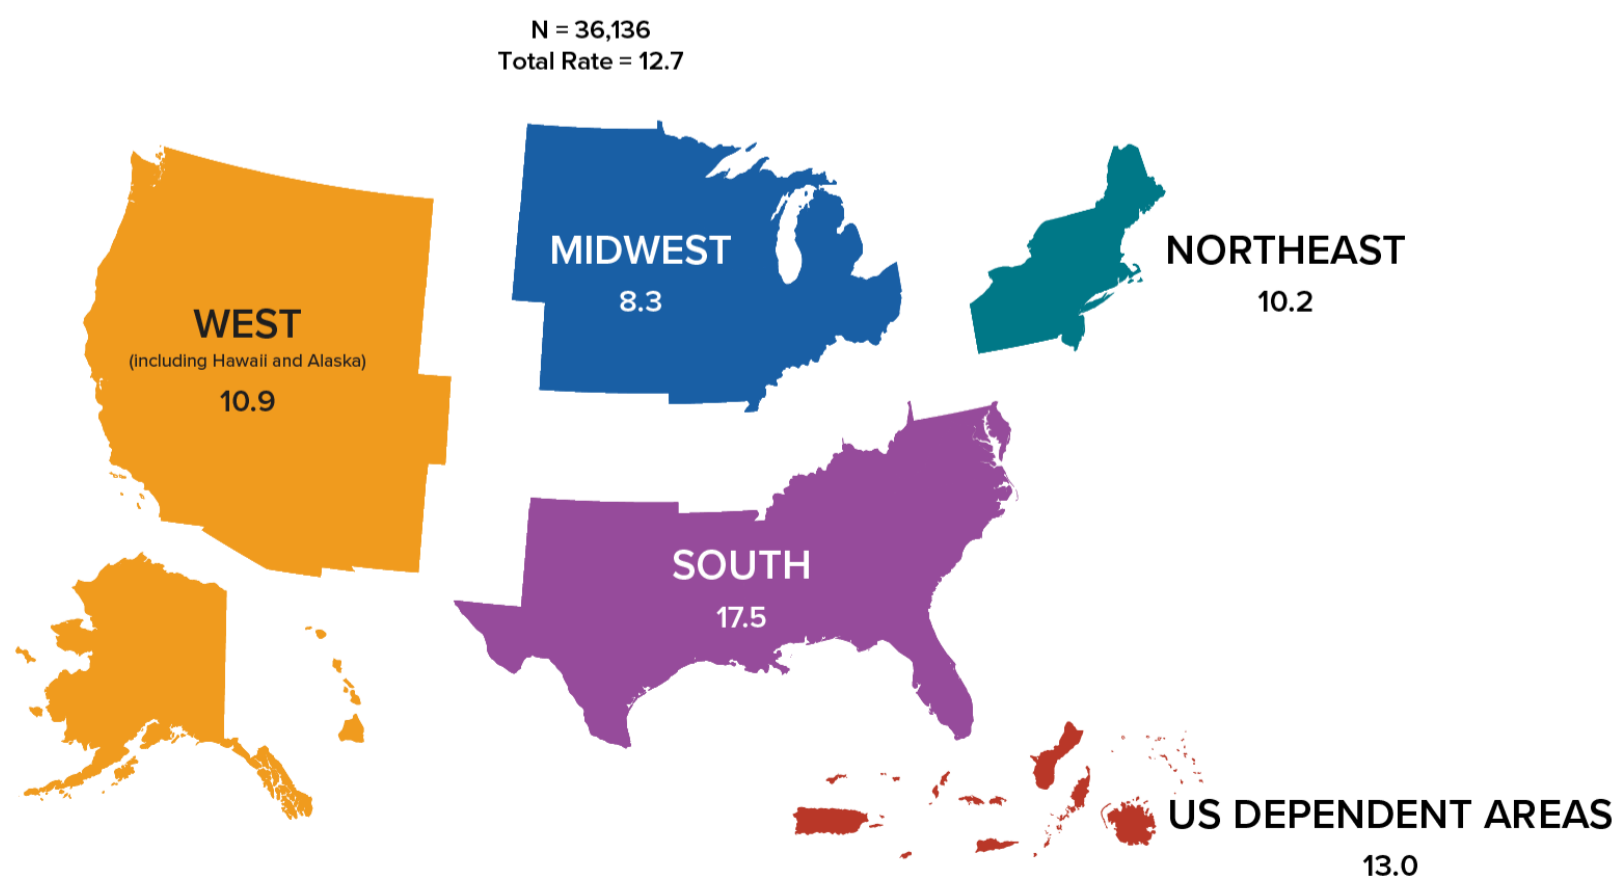 N = 36,136
Total Rate = 12.7
MIDWEST
8.3
NORTHEAST
10.2
WEST
(including Hawaii and Alaska)
10.9
SOUTH
17.5
US DEPENDENT AREAS
13.0